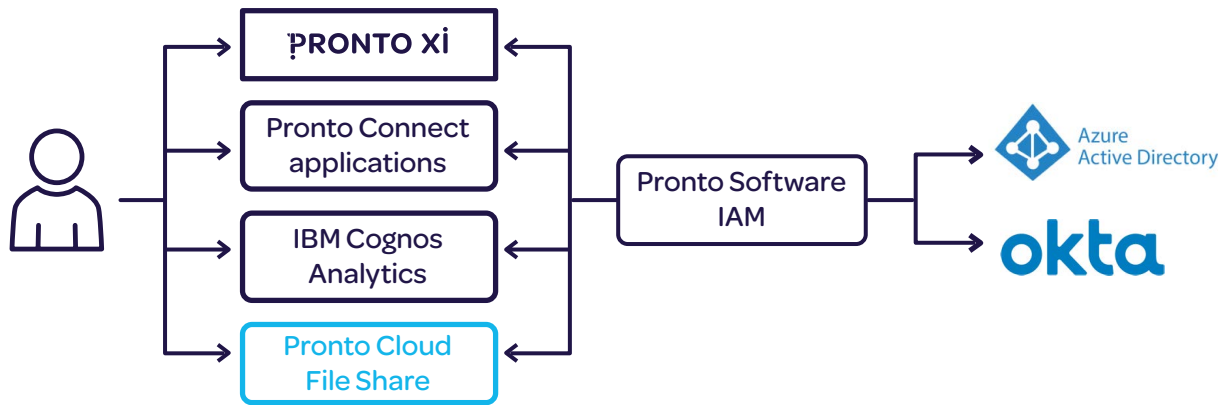 PRONTO Xi
Pronto Connect
applications
IBM Cognos
Analytics
Pronto Cloud
File Share
Pronto Software
IAM
Azure
Active Directory
okta